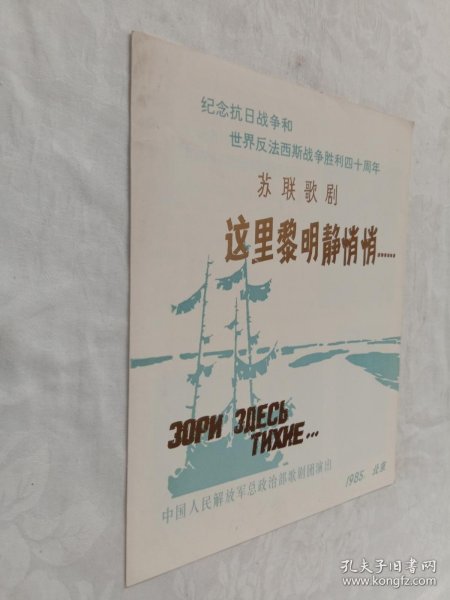 纪念抗日战争和
世界反法西斯战争胜利四十周年
苏联歌剧
这里黎明静悄悄……
ЗОРИ ЗДЕСЬ
ТИХИЕ...
中国人民解放军总政治部歌剧团演出
1985. 北京
孔夫子旧书网
www.kongfz.com